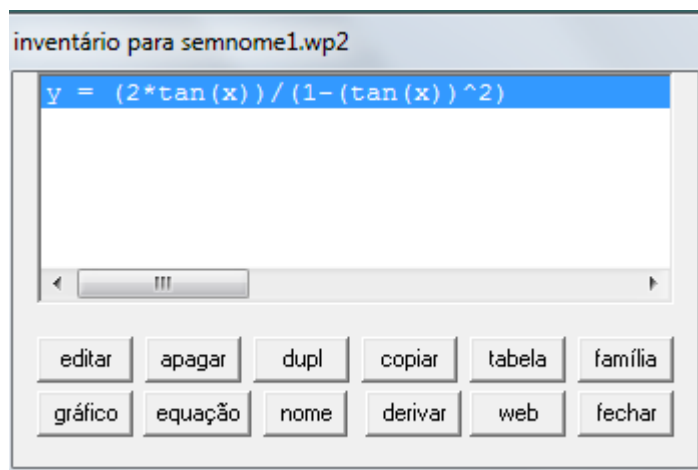 inventário para semnome1.wp2
y = (2*tan(x))/(1-(tan(x))^2)
editar apagar dupl copiar tabela família
gráfico equação nome derivar web fechar